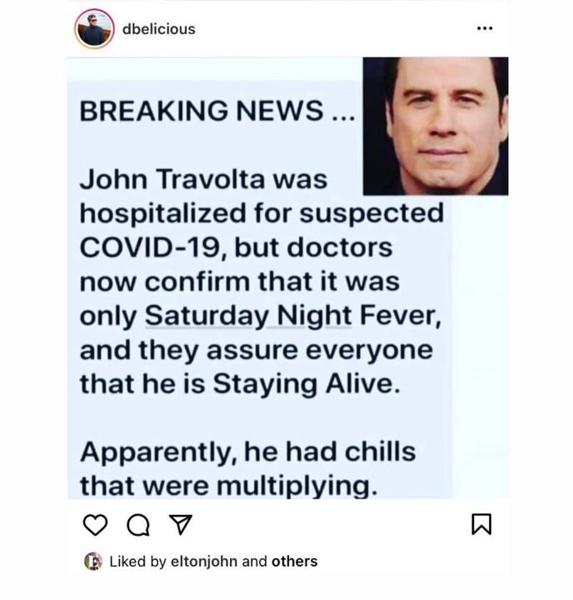 dbelicious
BREAKING NEWS ...
John Travolta was
hospitalized for suspected
COVID-19, but doctors
now confirm that it was
only Saturday Night Fever,
and they assure everyone
that he is Staying Alive.
Apparently, he had chills
that were multiplying.
Liked by eltonjohn and others